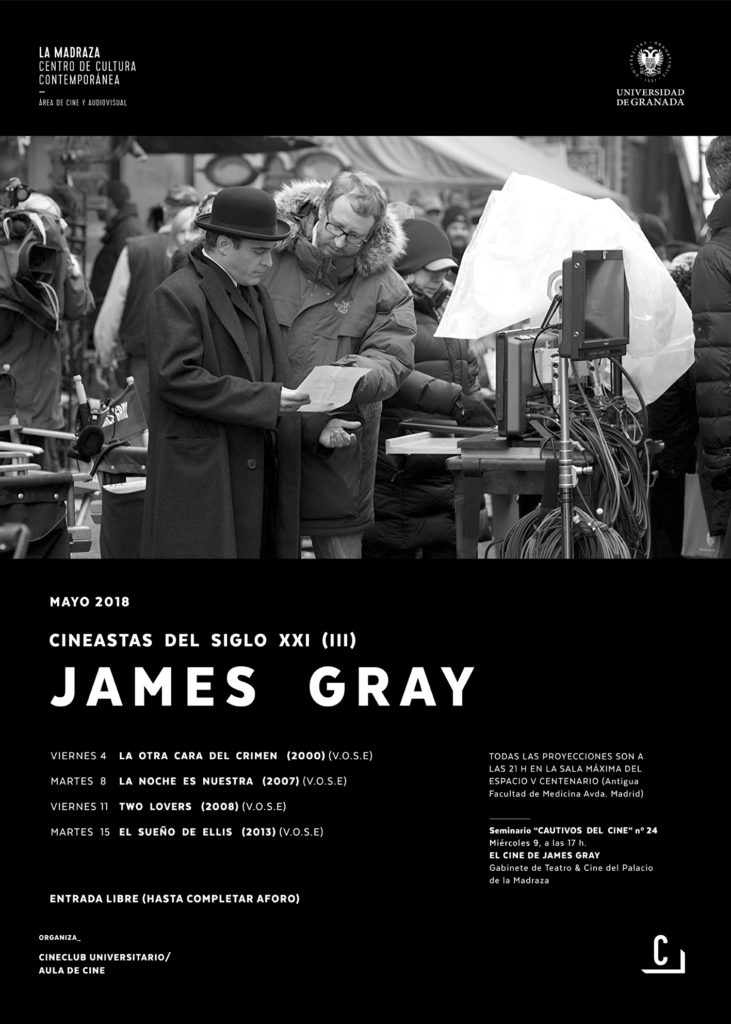 LA MADRAZA
CENTRO DE CULTURA
CONTEMPORÁNEA
–
ÁREA DE CINE Y AUDIOVISUAL
UNIVERSIDAD
DE GRANADA
MES GRAY
MAYO 2018
CINEASTAS DEL SIGLO XXI (III)
JAMES GRAY
VIERNES 4 LA OTRA CARA DEL CRIMEN (2000) (V.O.S.E)
MARTES 8 LA NOCHE ES NUESTRA (2007) (V.O.S.E)
VIERNES 11 TWO LOVERS (2008) (V.O.S.E)
MARTES 15 EL SUEÑO DE ELLIS (2013) (V.O.S.E)
TODAS LAS PROYECCIONES SON A
LAS 21 H EN LA SALA MÁXIMA DEL
ESPACIO V CENTENARIO (Antigua
Facultad de Medicina Avda. Madrid)
Seminario “CAUTIVOS DEL CINE” nº 24
Miércoles 9, a las 17 h.
EL CINE DE JAMES GRAY
Gabinete de Teatro & Cine del Palacio
de la Madraza
ENTRADA LIBRE (HASTA COMPLETAR AFORO)
ORGANIZA_
CINECLUB UNIVERSITARIO/
AULA DE CINE
C